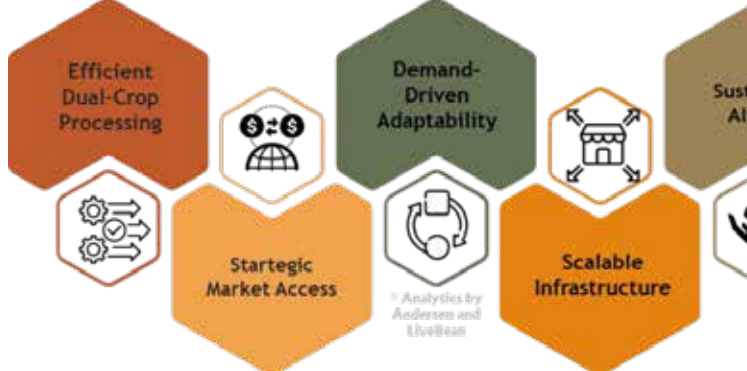 Efficient
Dual-Crop
Processing
Startegic
Market Access
Demand-
Driven
Adaptability
© Analytics by
Andersen and
LiveBean
Scalable
Infrastructure